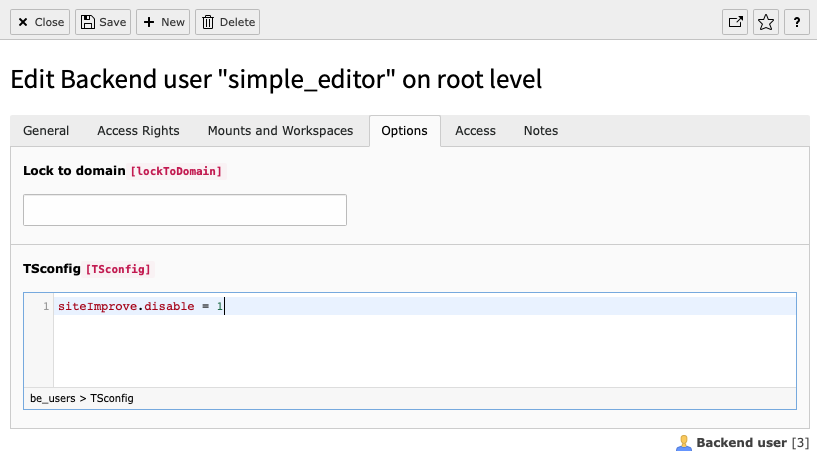 Close Save New Delete ?
Edit Backend user "simple_editor" on root level
General Access Rights Mounts and Workspaces Options Access Notes
Lock to domain [lockToDomain]
TSconfig [TSconfig]
1 siteImprove.disable = 1
be_users > TSconfig
Backend user [3]